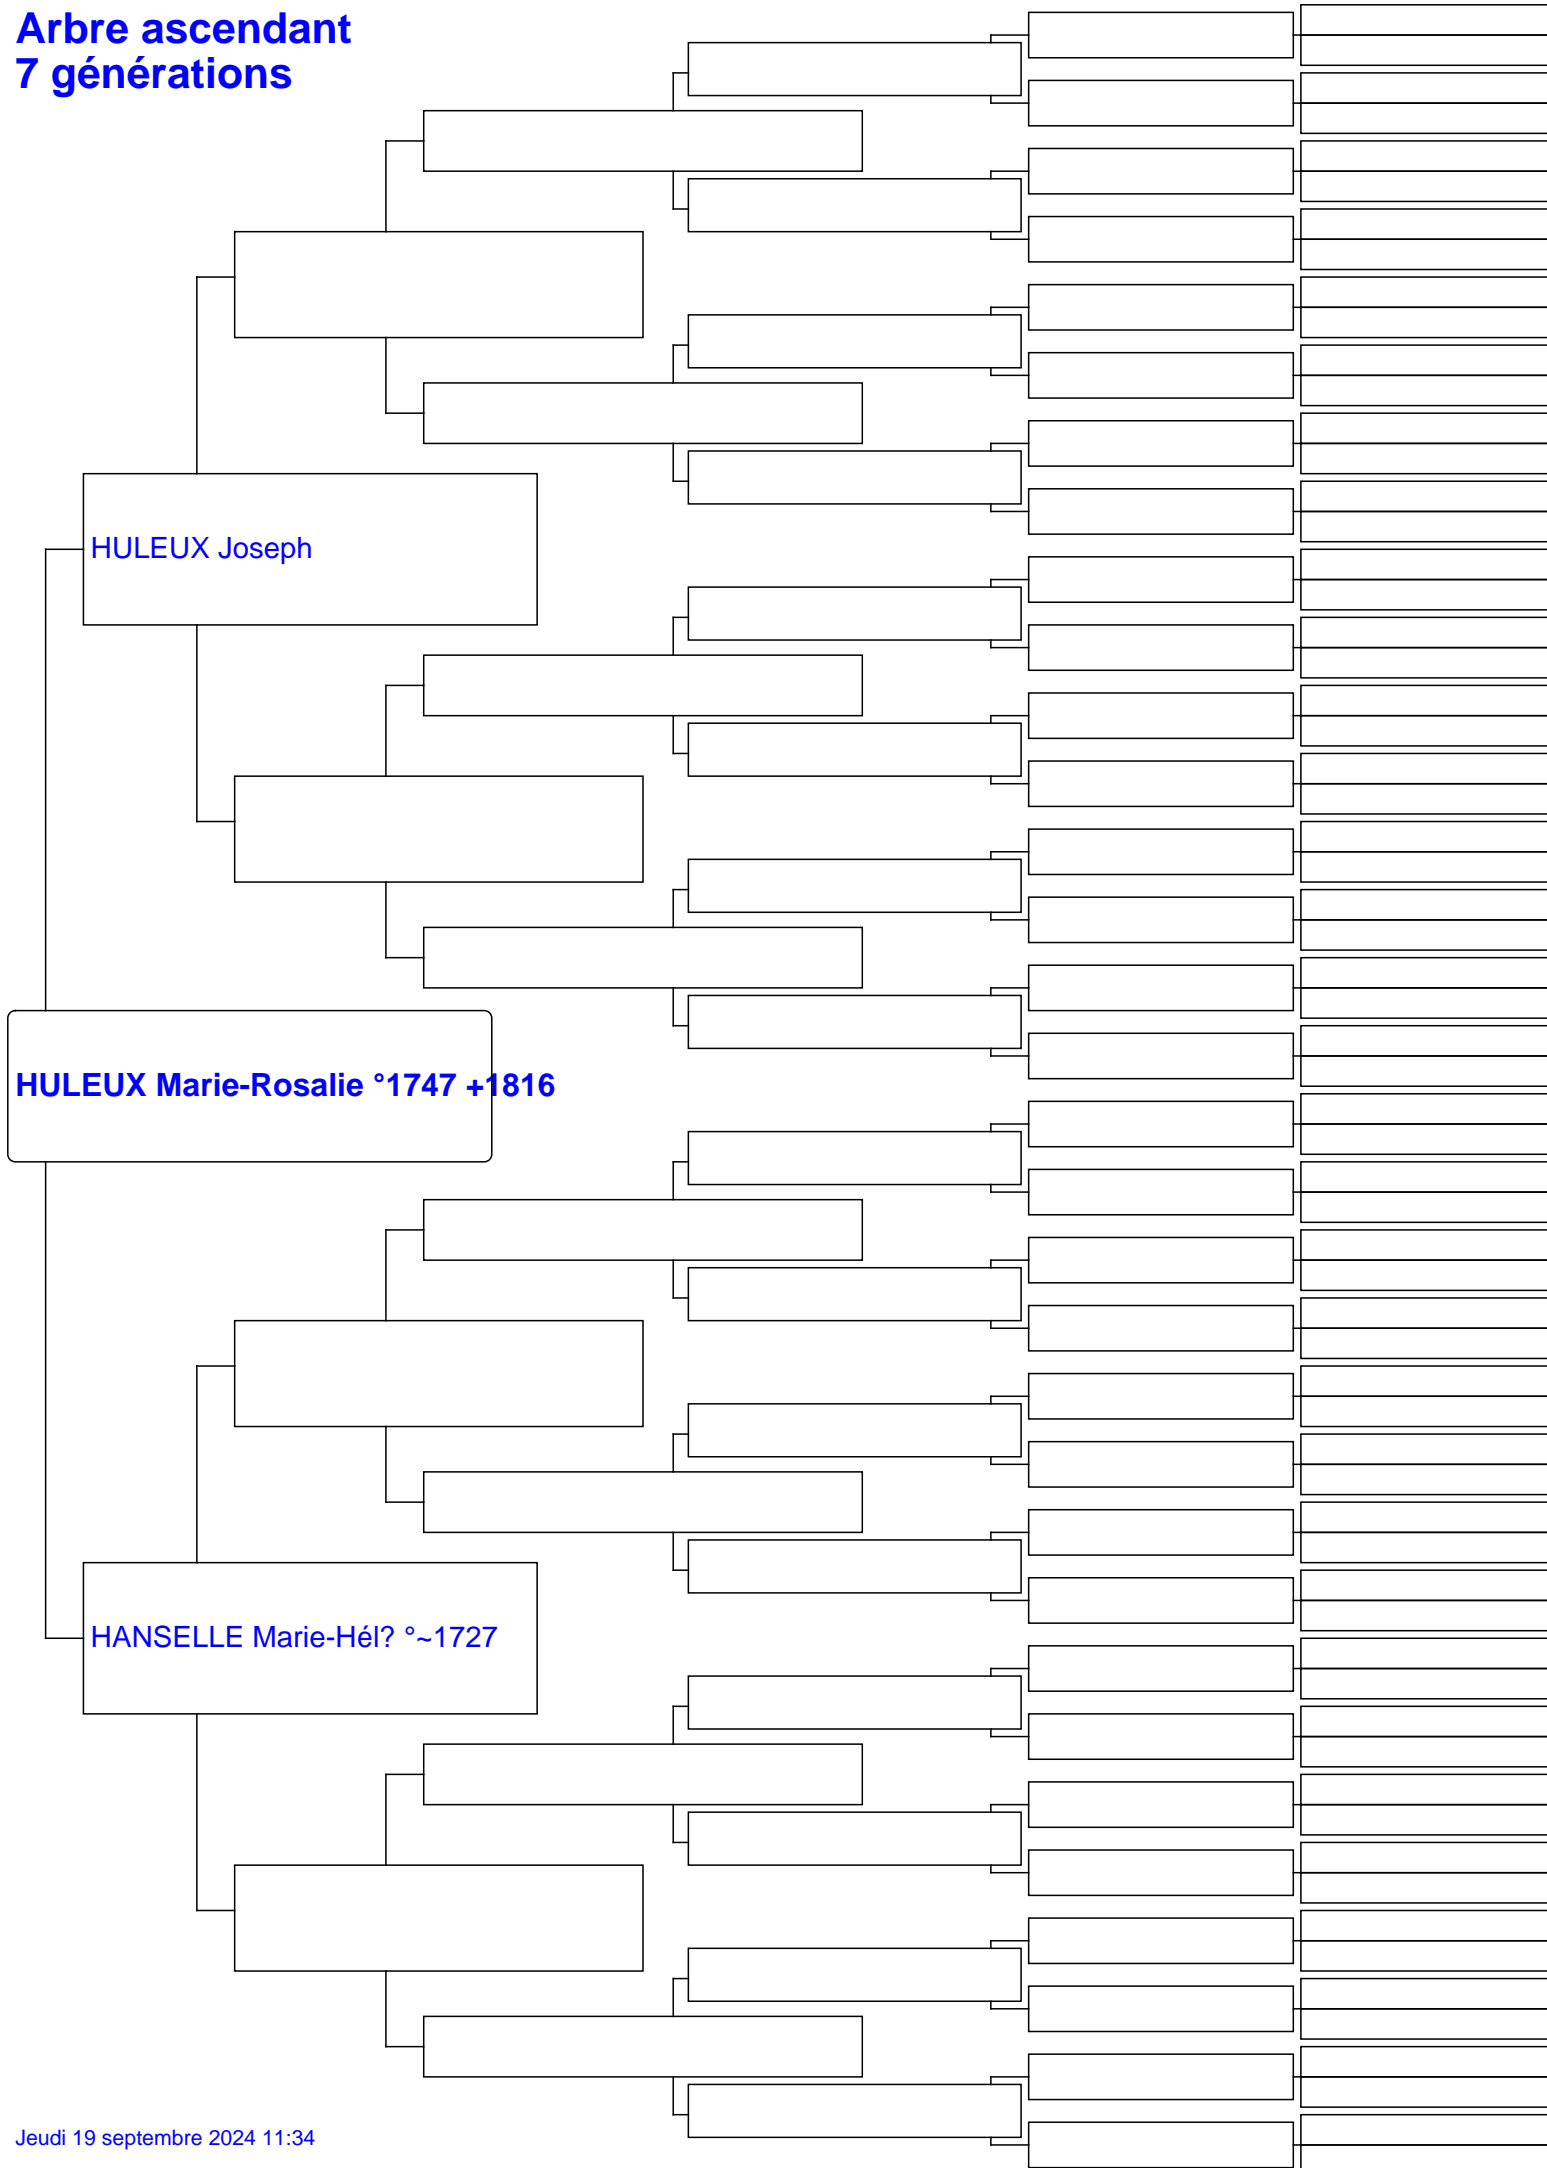 Arbre ascendant
7 générations
HULEUX Joseph
HULEUX Marie-Rosalie °1747 +1816
HANSELLE Marie-Hél? °~1727
Jeudi 19 septembre 2024 11:34